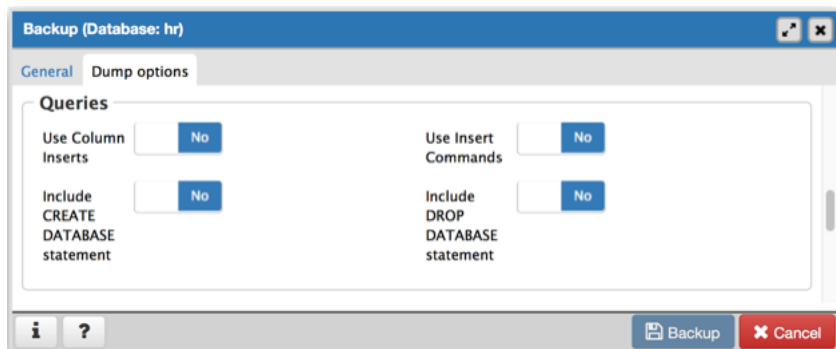 Backup (Database: hr)
General Dump options
Queries
Use Column Inserts No
Use Insert Commands No
Include CREATE DATABASE statement No
Include DROP DATABASE statement No
i ? Backup Cancel